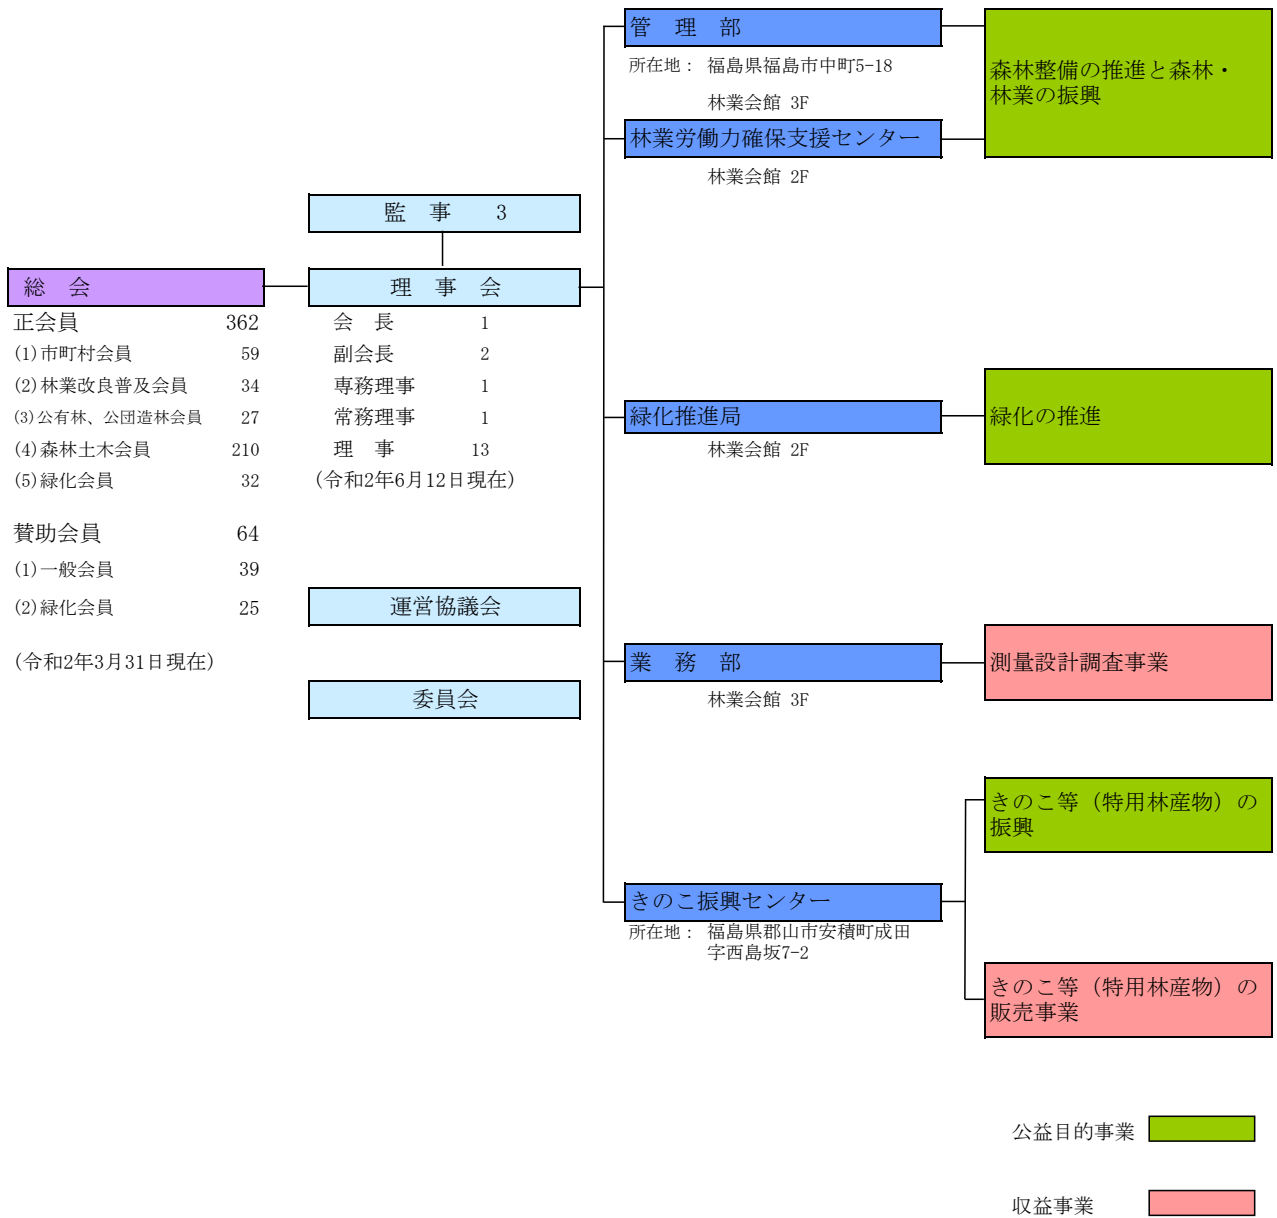 総　会
正会員　362
(1)市町村会員　59
(2)林業改良普及会員　34
(3)公有林、公団造林会員　27
(4)森林土木会員　210
(5)緑化会員　32
賛助会員　64
(1)一般会員　39
(2)緑化会員　25
(令和2年3月31日現在)
監　事　3
理　事　会
会　長　1
副会長　2
専務理事　1
常務理事　1
理　事　13
(令和2年6月12日現在)
運営協議会
委員会
管　理　部
所在地： 福島県福島市中町5-18
林業会館 3F
林業労働力確保支援センター
林業会館 2F
緑化推進局
林業会館 2F
業　務　部
林業会館 3F
きのこ振興センター
所在地： 福島県郡山市安積町成田
字西島坂7-2
森林整備の推進と森林・
林業の振興
緑化の推進
測量設計調査事業
きのこ等（特用林産物）の
振興
きのこ等（特用林産物）の
販売事業
公益目的事業
収益事業